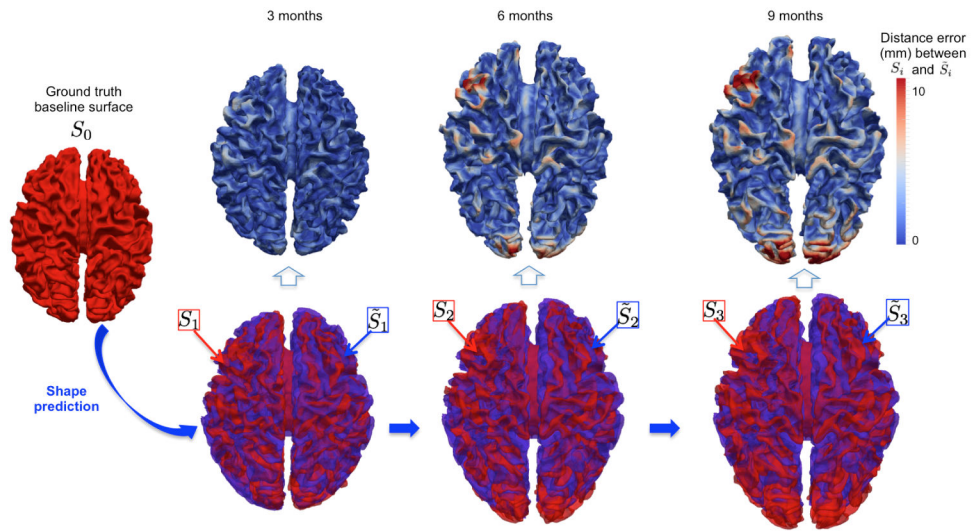 3 months
6 months
9 months
Distance error
(mm) between
S_i and S̃_i
10
0
Ground truth
baseline surface
S_0
S_1
S̃_1
S_2
S̃_2
S_3
S̃_3
Shape
prediction